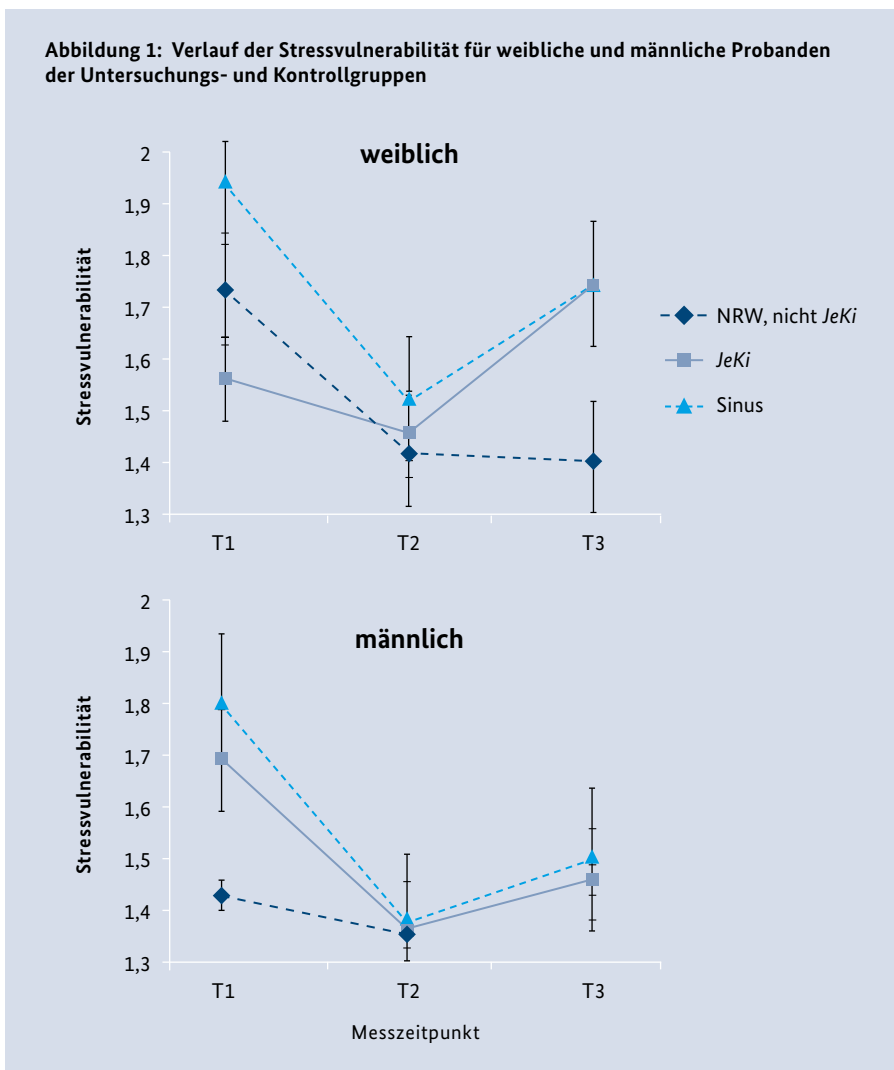 Abbildung 1: Verlauf der Stressvulnerabilität für weibliche und männliche Probanden
der Untersuchungs- und Kontrollgruppen
weiblich
Stressvulnerabilität
2
1,9
1,8
1,7
1,6
1,5
1,4
1,3
T1 T2 T3
NRW, nicht JeKi
JeKi
Sinus
männlich
Stressvulnerabilität
2
1,9
1,8
1,7
1,6
1,5
1,4
1,3
T1 T2 T3
Messzeitpunkt